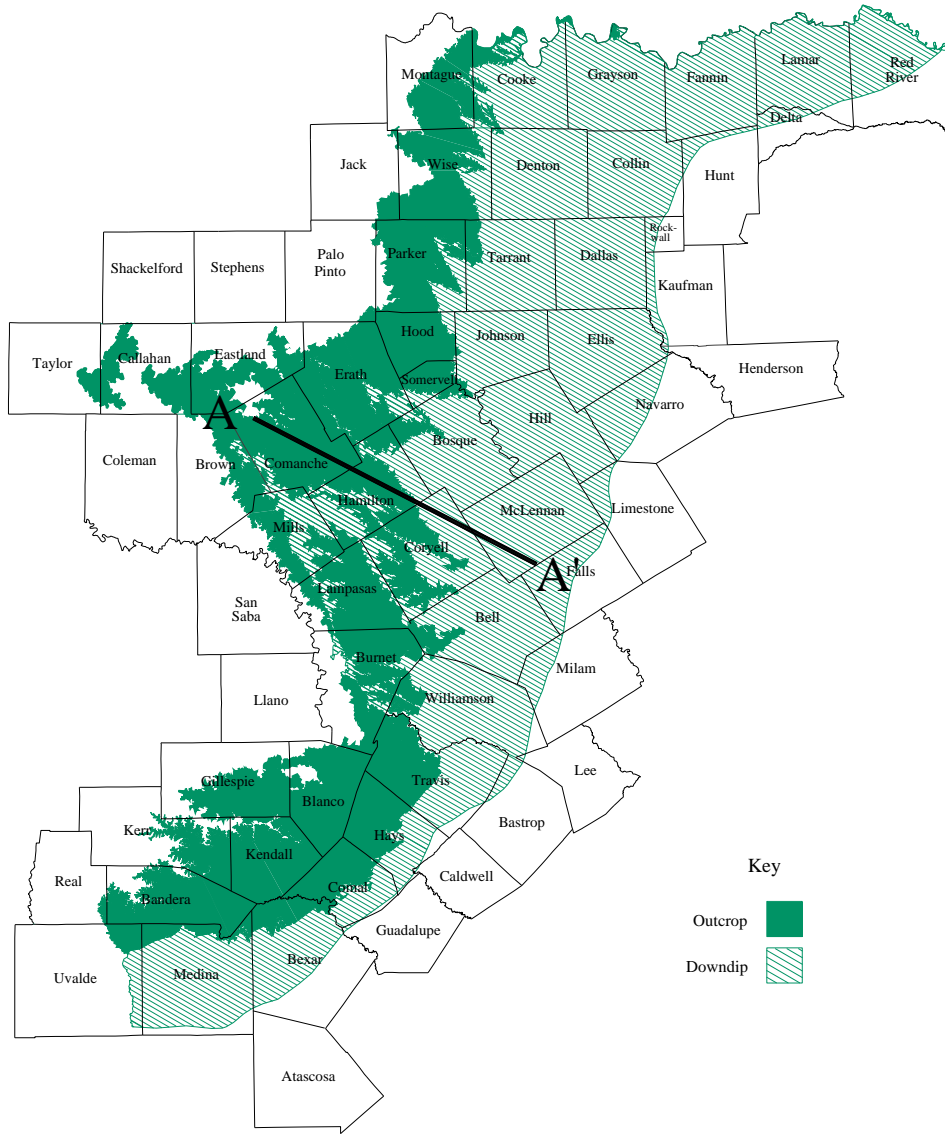 Montague
Cooke
Grayson
Fannin
Lamar
Red
River
Delta
Jack
Wise
Denton
Collin
Hunt
Rock-
wall
Shackelford
Stephens
Palo
Pinto
Parker
Tarrant
Dallas
Kaufman
Taylor
Callahan
Eastland
Erath
Hood
Somervell
Johnson
Ellis
Henderson
Navarro
A
Coleman
Brown
Comanche
Bosque
Hill
Hamilton
Mills
McLennan
Limestone
Coryell
A'
Falls
San
Saba
Lampasas
Bell
Burnet
Milam
Llano
Williamson
Gillespie
Blanco
Travis
Lee
Kerr
Kendall
Hays
Bastrop
Real
Bandera
Comal
Caldwell
Key
Guadalupe
Outcrop
Uvalde
Medina
Bexar
Downdip
Atascosa